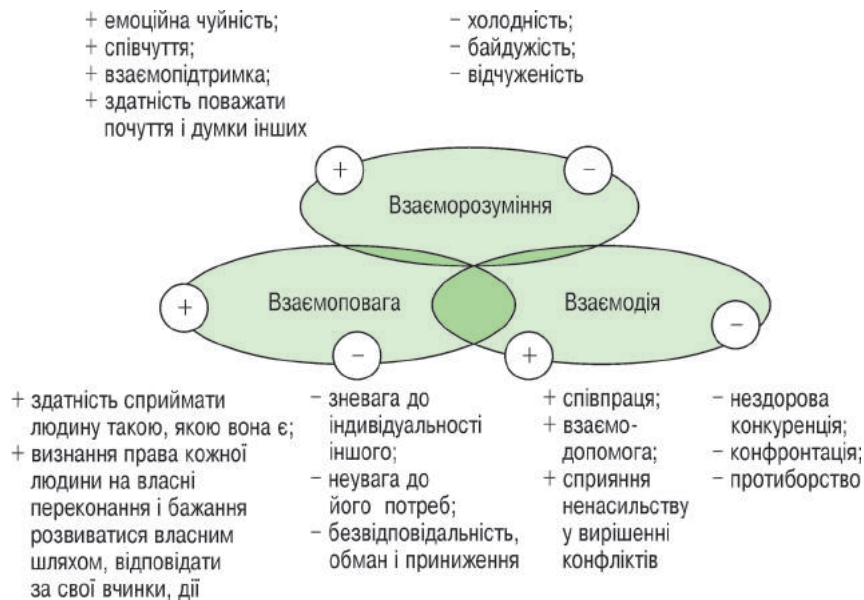 + емоційна чуйність;
+ співчуття;
+ взаємопідтримка;
+ здатність поважати
почуття і думки інших
− холодність;
− байдужість;
− відчуженість
+
−
Взаєморозуміння
+
Взаємоповага
−
Взаємодія
+
−
+ здатність сприймати
людину такою, якою вона є;
+ визнання права кожної
людини на власні
переконання і бажання
розвиватися власним
шляхом, відповідати
за свої вчинки, дії
− зневага до
індивідуальності
іншого;
− неувага до
його потреб;
− безвідповідальність,
обман і приниження
+ співпраця;
+ взаємо-
допомога;
+ сприяння
ненасильству
у вирішенні
конфліктів
− нездорова
конкуренція;
− конфронтація;
− протиборство